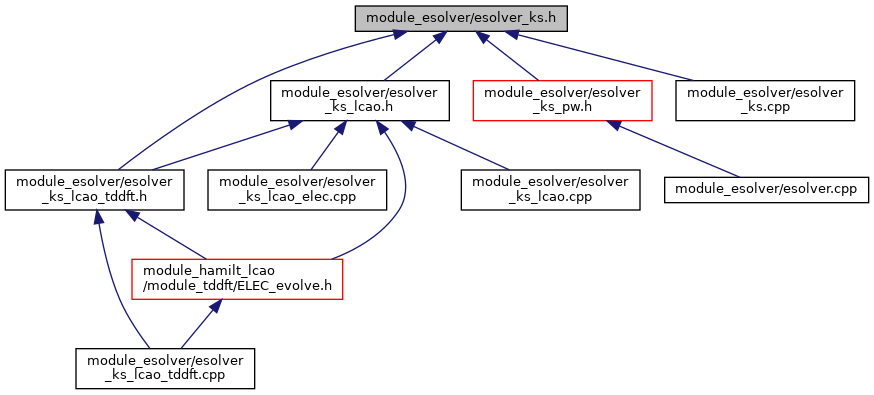 module_esolver/esolver_ks.h
module_esolver/esolver
_ks_lcao.h
module_esolver/esolver
_ks_pw.h
module_esolver/esolver
_ks.cpp
module_esolver/esolver
_ks_lcao_tddft.h
module_esolver/esolver
_ks_lcao_elec.cpp
module_esolver/esolver
_ks_lcao.cpp
module_esolver/esolver.cpp
module_hamilt_lcao
/module_tddft/ELEC_evolve.h
module_esolver/esolver
_ks_lcao_tddft.cpp